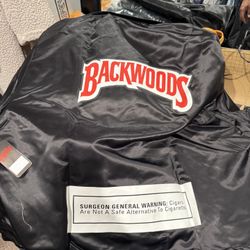 BACKWOODS
SURGEON GENERAL WARNING: Cigars
Are Not A Safe Alternative To Cigarettes